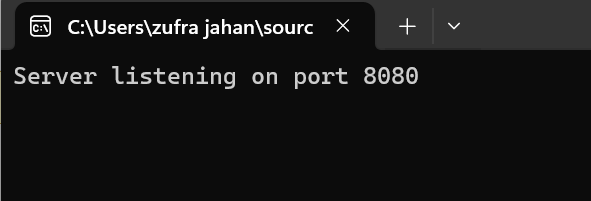 C:\Users\zufra jahan\sourc
Server listening on port 8080